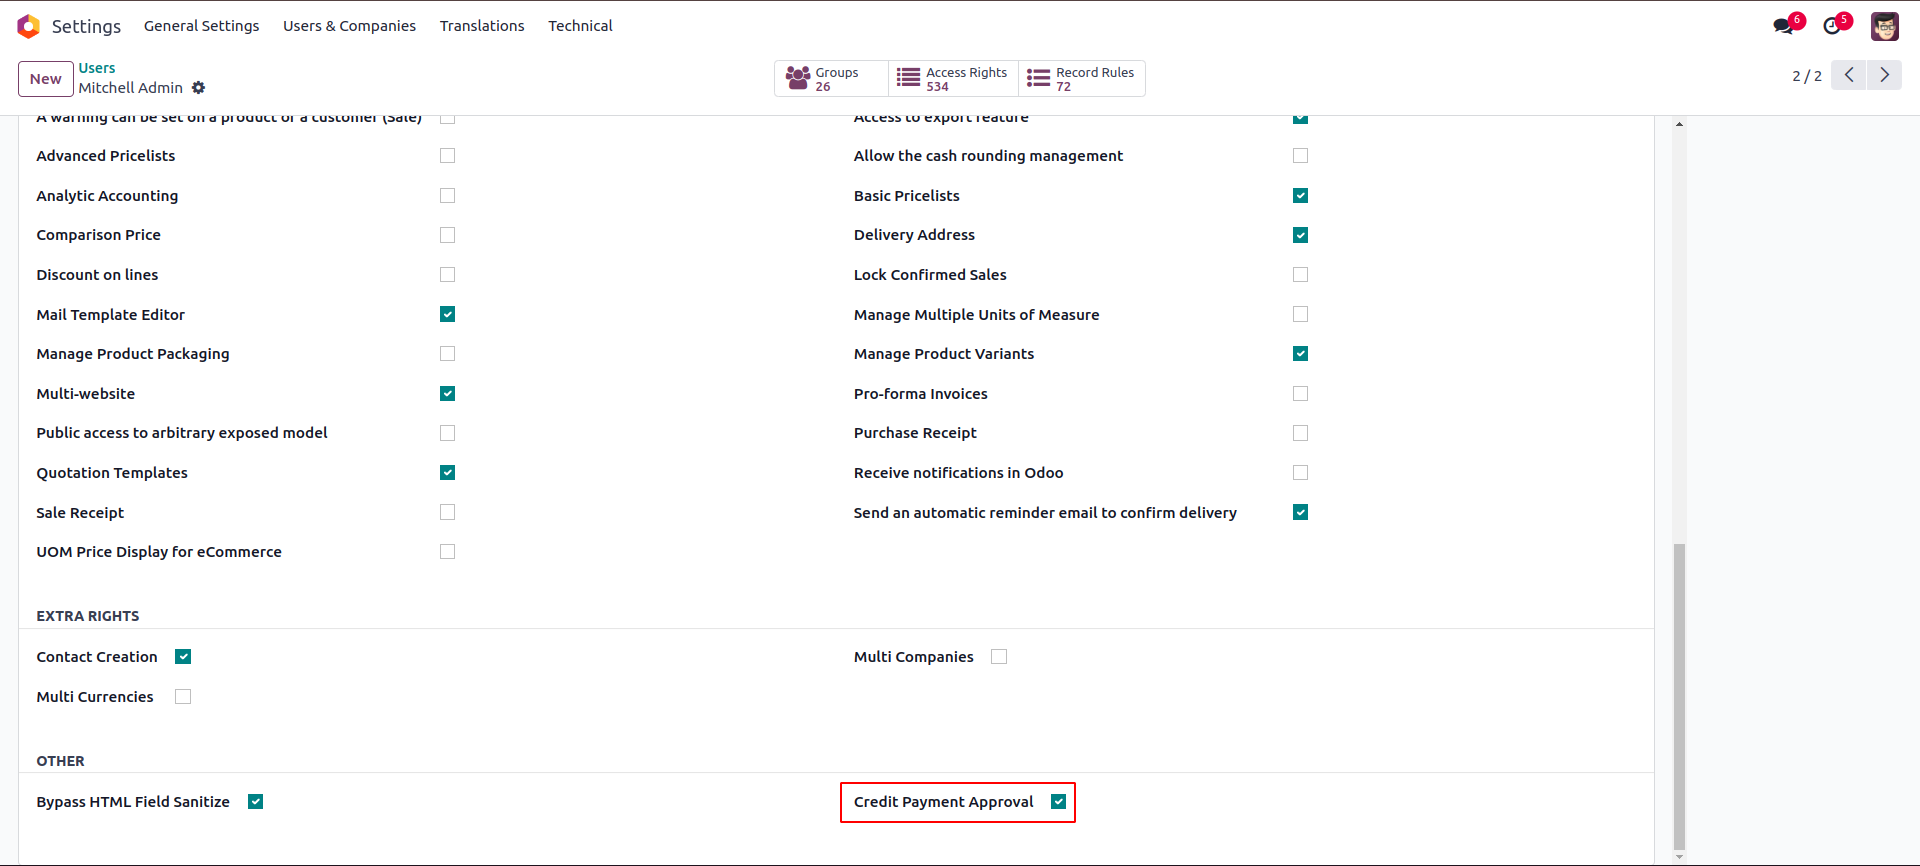 Settings General Settings Users & Companies Translations Technical 6 5
New Users Groups Access Rights Record Rules 2 / 2
Mitchell Admin 26 534 72
A warning can be set on a product or a customer (Sale) Access to export feature
Advanced Pricelists Allow the cash rounding management
Analytic Accounting Basic Pricelists
Comparison Price Delivery Address
Discount on lines Lock Confirmed Sales
Mail Template Editor Manage Multiple Units of Measure
Manage Product Packaging Manage Product Variants
Multi-website Pro-forma Invoices
Public access to arbitrary exposed model Purchase Receipt
Quotation Templates Receive notifications in Odoo
Sale Receipt Send an automatic reminder email to confirm delivery
UOM Price Display for eCommerce
EXTRA RIGHTS
Contact Creation Multi Companies
Multi Currencies
OTHER
Bypass HTML Field Sanitize Credit Payment Approval